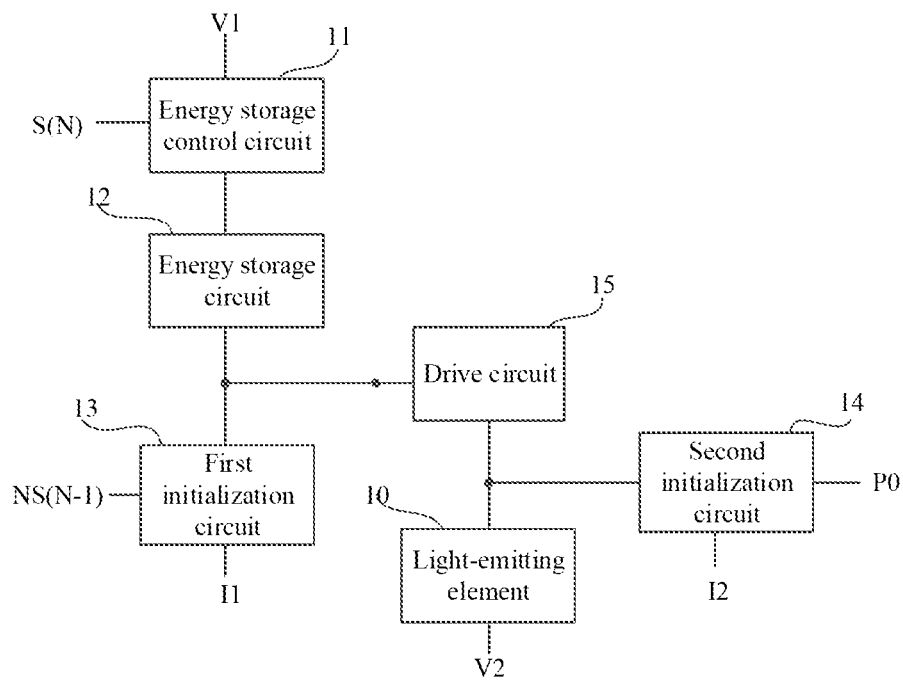 V1
11
Energy storage
control circuit
S(N)
12
Energy storage
circuit
15
Drive circuit
13
First
initialization
circuit
NS(N-1)
I1
14
Second
initialization
circuit
P0
I2
10
Light-emitting
element
V2